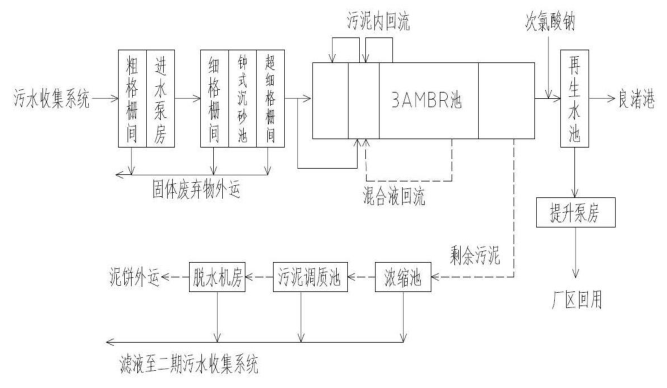 污泥内回流
次氯酸钠
污水收集系统
粗格栅间
进水泵房
细格栅间
钟式沉砂池
超细格栅间
3AMBR池
再生水池
良渚港
固体废弃物外运
混合液回流
提升泵房
剩余污泥
泥饼外运
脱水机房
污泥调质池
浓缩池
厂区回用
滤液至二期污水收集系统